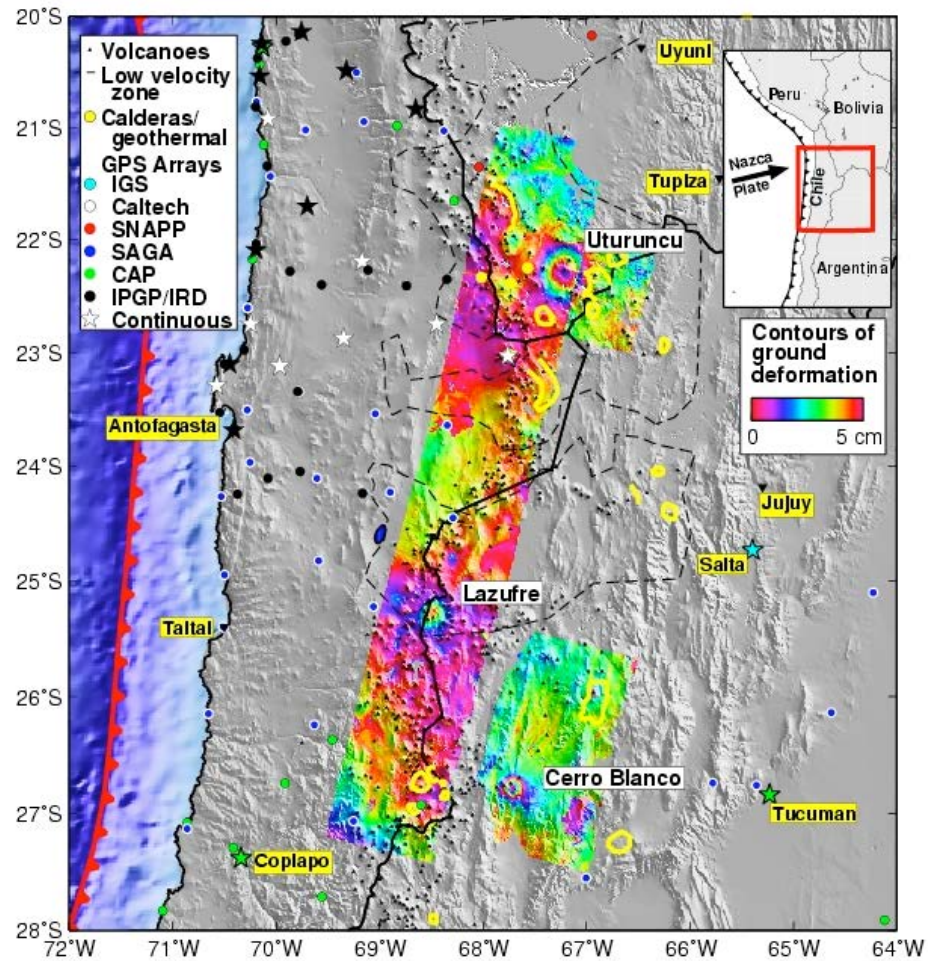 20°S
21°S
22°S
23°S
24°S
25°S
26°S
27°S
28°S
72°W
71°W
70°W
69°W
68°W
67°W
66°W
65°W
64°W
Volcanoes
Low velocity
zone
Calderas/
geothermal
GPS Arrays
IGS
Caltech
SNAPP
SAGA
CAP
IPGP/IRD
Continuous
Uyuni
Tupiza
Uturuncu
Antofagasta
Jujuy
Salta
Lazufre
Taltal
Cerro Blanco
Tucuman
Copiapo
Peru
Bolivia
Nazca
Plate
Chile
Argentina
Contours of
ground
deformation
0 5 cm